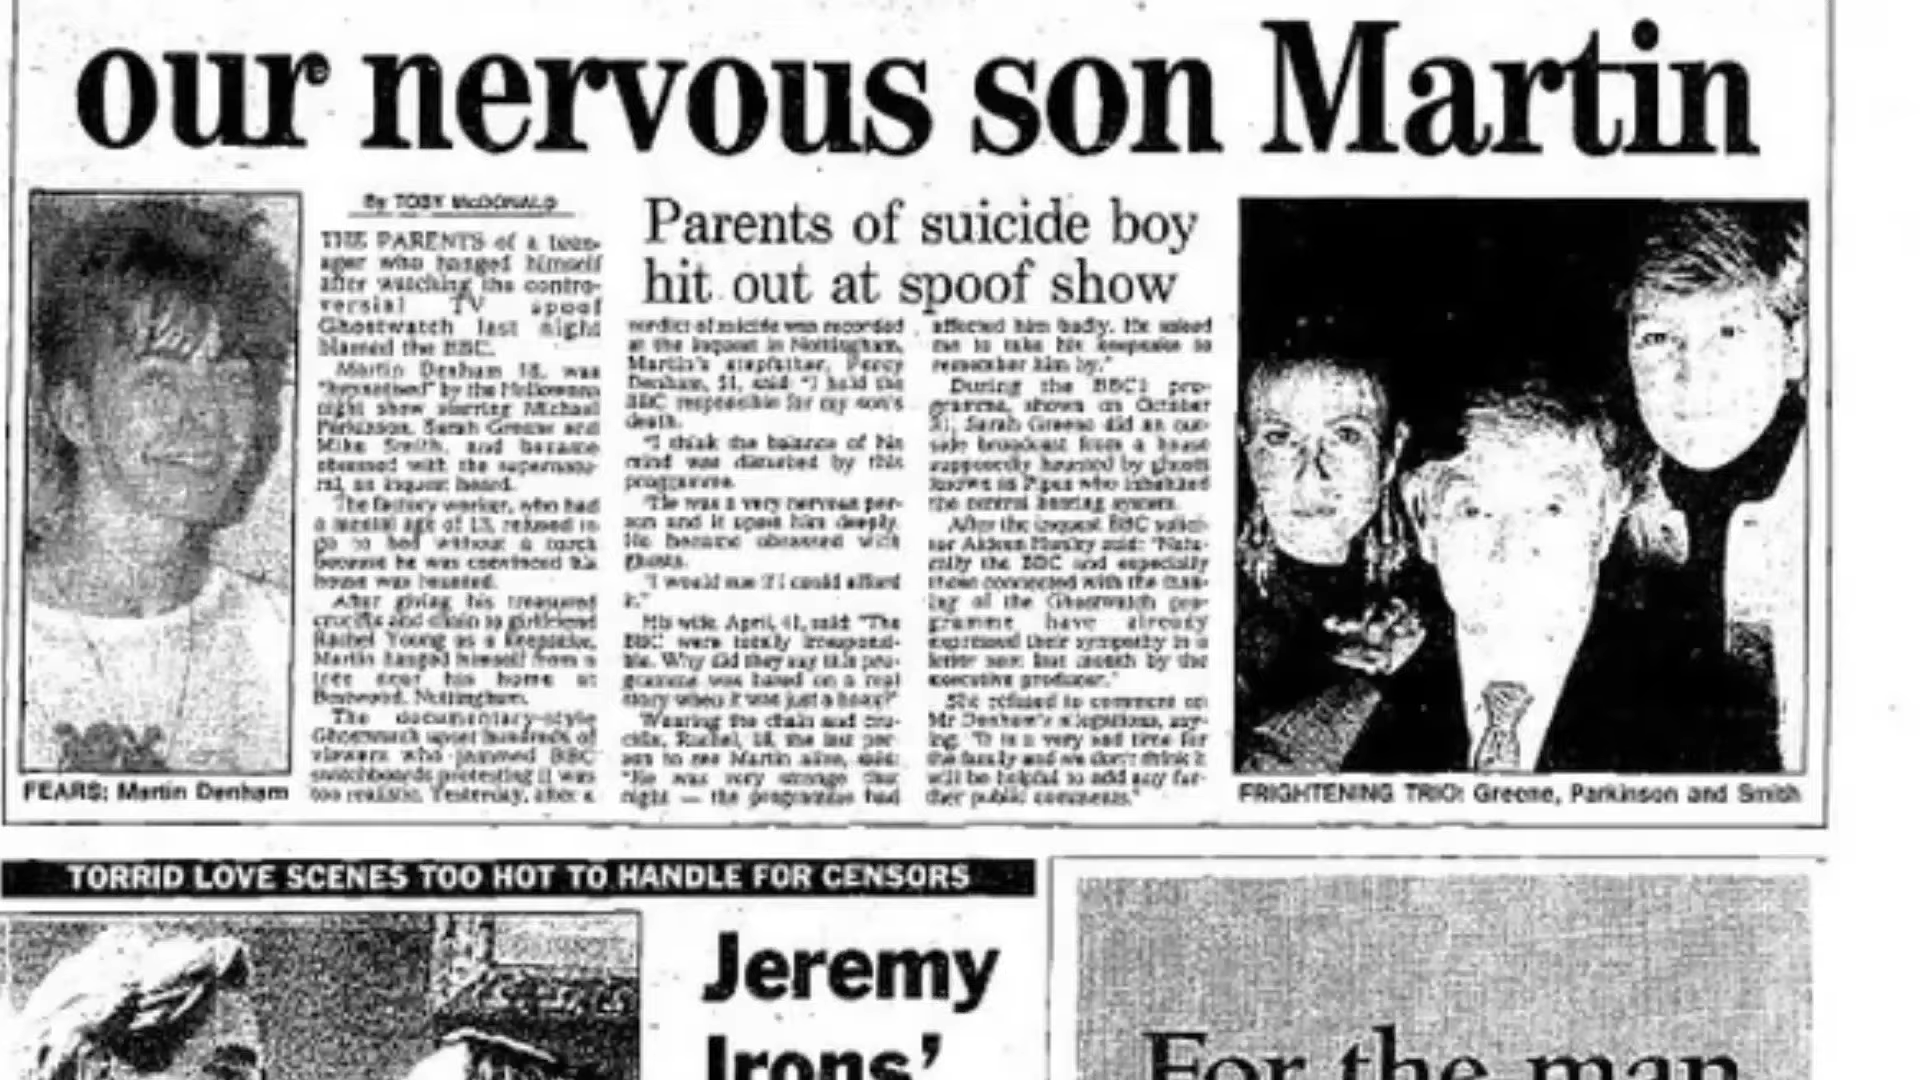 our nervous son Martin
By TOBY McDONALD
THE PARENTS of a teen-
ager who hanged himself
after watching the contro-
versial TV spoof
Ghostwatch last night
blamed the BBC.
Martin Denham 18, was
"hypnotised" by the Halloween
night show starring Michael
Parkinson, Sarah Greene and
Mike Smith, and became
obsessed with the supernatu-
ral, an inquest heard.
The factory worker, who had
a mental age of 13, refused to
go to bed without a torch
because he was convinced his
house was haunted.
After giving his treasured
crucifix and chain to girlfriend
Rachel Young as a keepsake,
Martin hanged himself from a
tree near his home at
Bestwood, Nottingham.
The documentary-style
Ghostwatch upset hundreds of
viewers who jammed BBC
switchboards protesting it was
too realistic. Yesterday, after a
FEARS: Martin Denham
Parents of suicide boy
hit out at spoof show
verdict of suicide was recorded
at the inquest in Nottingham,
Martin's stepfather, Percy
Denham, 51, said: "I hold the
BBC responsible for my son's
death.
"I think the balance of his
mind was disturbed by this
programme.
"He was a very nervous per-
son and it upset him deeply.
He became obsessed with
ghosts.
"I would sue if I could afford
it."
His wife, April, 41, said: "The
BBC were totally irresponsi-
ble. Why did they say this pro-
gramme was based on a real
story when it was just a hoax?"
Wearing the chain and cru-
cifix, Rachel, 18, the last per-
son to see Martin alive, said:
"He was very strange that
night — the programme had
affected him badly. He asked
me to take his keepsake to
remember him by."
During the BBC1 pro-
gramme, shown on October
31, Sarah Greene did an out-
side broadcast from a house
supposedly haunted by ghosts
known as Pipes who inhabited
the central heating system.
After the inquest BBC solici-
tor said: "Natu-
rally the BBC and especially
those connected with the mak-
ing of the Ghostwatch pro-
gramme have already
expressed their sympathy in a
letter sent last month by the
executive producer."
She refused to comment on
Mr Denham's allegations, say-
ing: "It is a very sad time for
the family and we don't think it
will be helpful to add any fur-
ther public comments."
FRIGHTENING TRIO: Greene, Parkinson and Smith
TORRID LOVE SCENES TOO HOT TO HANDLE FOR CENSORS
Jeremy
Irons'
For the man